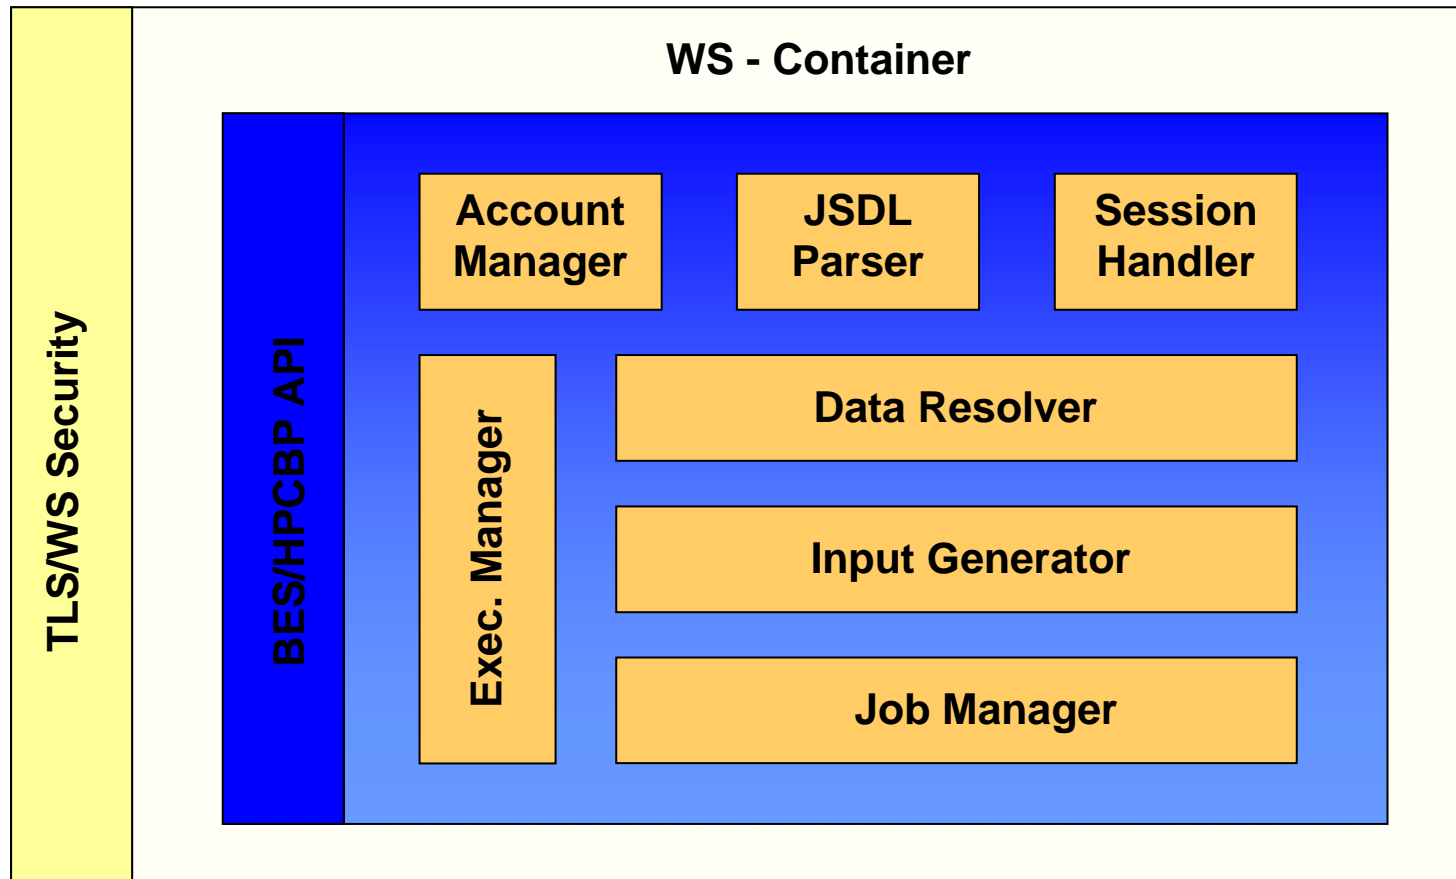 WS - Container
TLS/WS Security
BES/HPCBP API
Account
Manager
JSDL
Parser
Session
Handler
Exec. Manager
Data Resolver
Input Generator
Job Manager